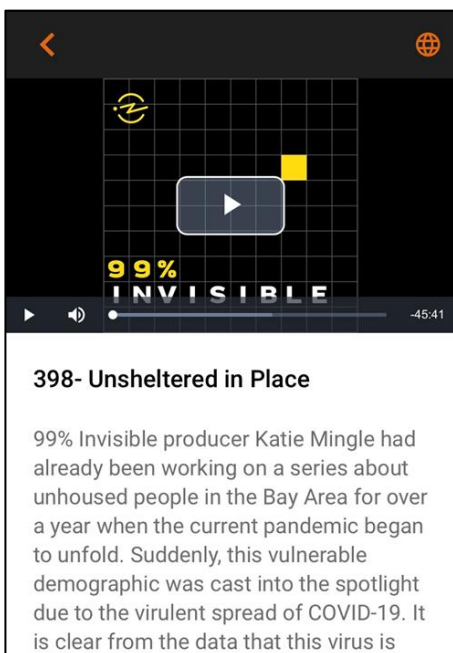 99%
INVISIBLE
-45:41
398- Unsheltered in Place
99% Invisible producer Katie Mingle had
already been working on a series about
unhoused people in the Bay Area for over
a year when the current pandemic began
to unfold. Suddenly, this vulnerable
demographic was cast into the spotlight
due to the virulent spread of COVID-19. It
is clear from the data that this virus is